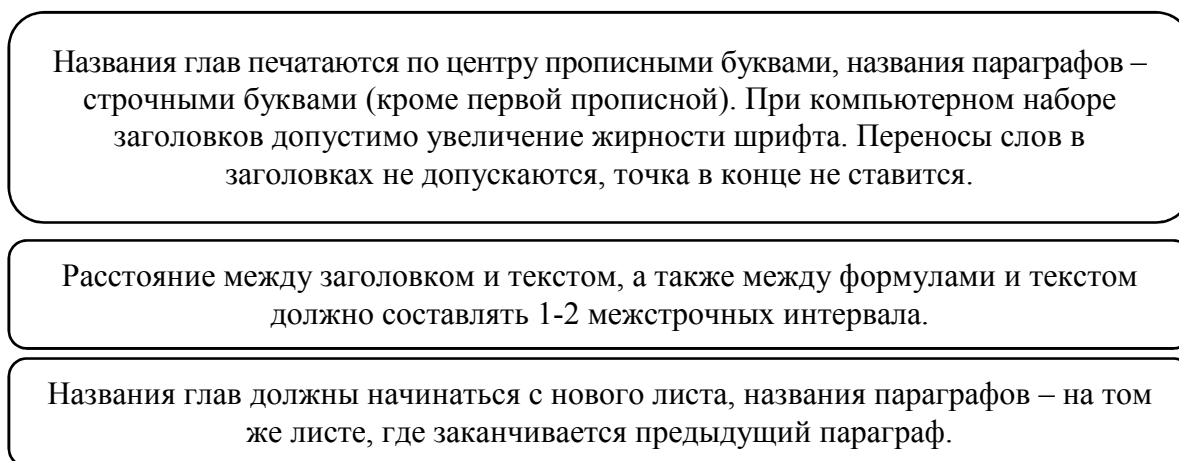 Названия глав печатаются по центру прописными буквами, названия параграфов –
строчными буквами (кроме первой прописной). При компьютерном наборе
заголовков допустимо увеличение жирности шрифта. Переносы слов в
заголовках не допускаются, точка в конце не ставится.
Расстояние между заголовком и текстом, а также между формулами и текстом
должно составлять 1-2 межстрочных интервала.
Названия глав должны начинаться с нового листа, названия параграфов – на том
же листе, где заканчивается предыдущий параграф.